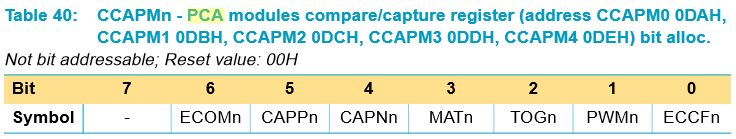 Table 40: CCAPMn - PCA modules compare/capture register (address CCAPM0 0DAH,
CCAPM1 0DBH, CCAPM2 0DCH, CCAPM3 0DDH, CCAPM4 0DEH) bit alloc.
Not bit addressable; Reset value: 00H
Bit 7 6 5 4 3 2 1 0
Symbol - ECOMn CAPPn CAPNn MATn TOGn PWMn ECCFn